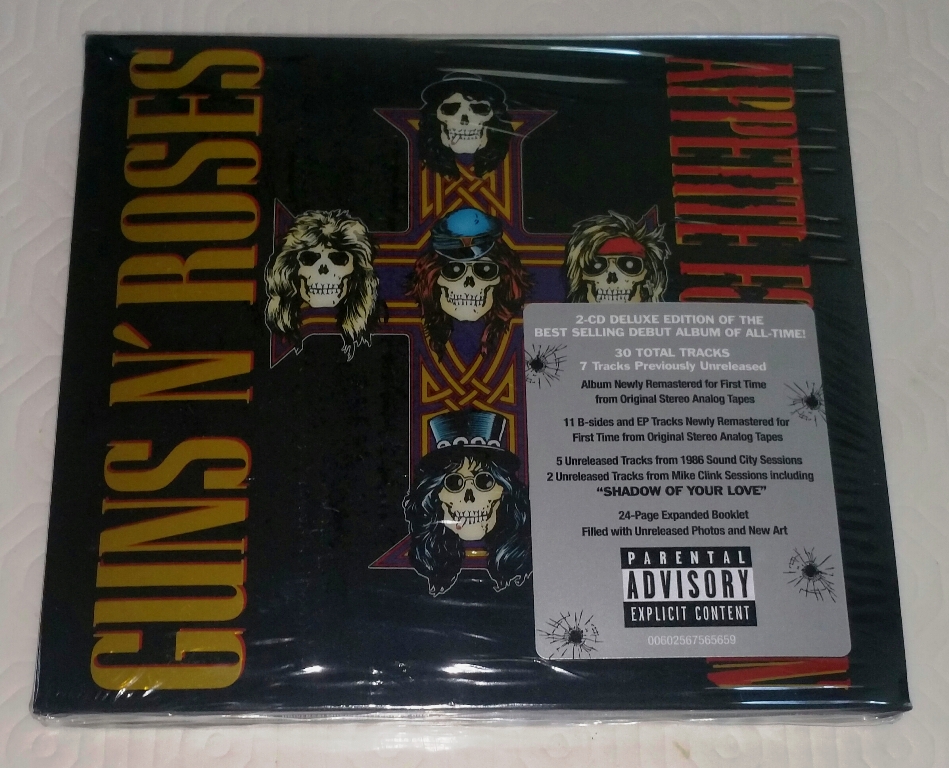 GUNS N' ROSES
APPETITE
2-CD DELUXE EDITION OF THE
BEST SELLING DEBUT ALBUM OF ALL-TIME!
30 TOTAL TRACKS
7 Tracks Previously Unreleased
Album Newly Remastered for First Time
from Original Stereo Analog Tapes
11 B-sides and EP Tracks Newly Remastered for
First Time from Original Stereo Analog Tapes
5 Unreleased Tracks from 1986 Sound City Sessions
2 Unreleased Tracks from Mike Clink Sessions including
“SHADOW OF YOUR LOVE”
24-Page Expanded Booklet
Filled with Unreleased Photos and New Art
PARENTAL
ADVISORY
EXPLICIT CONTENT
00602567565659